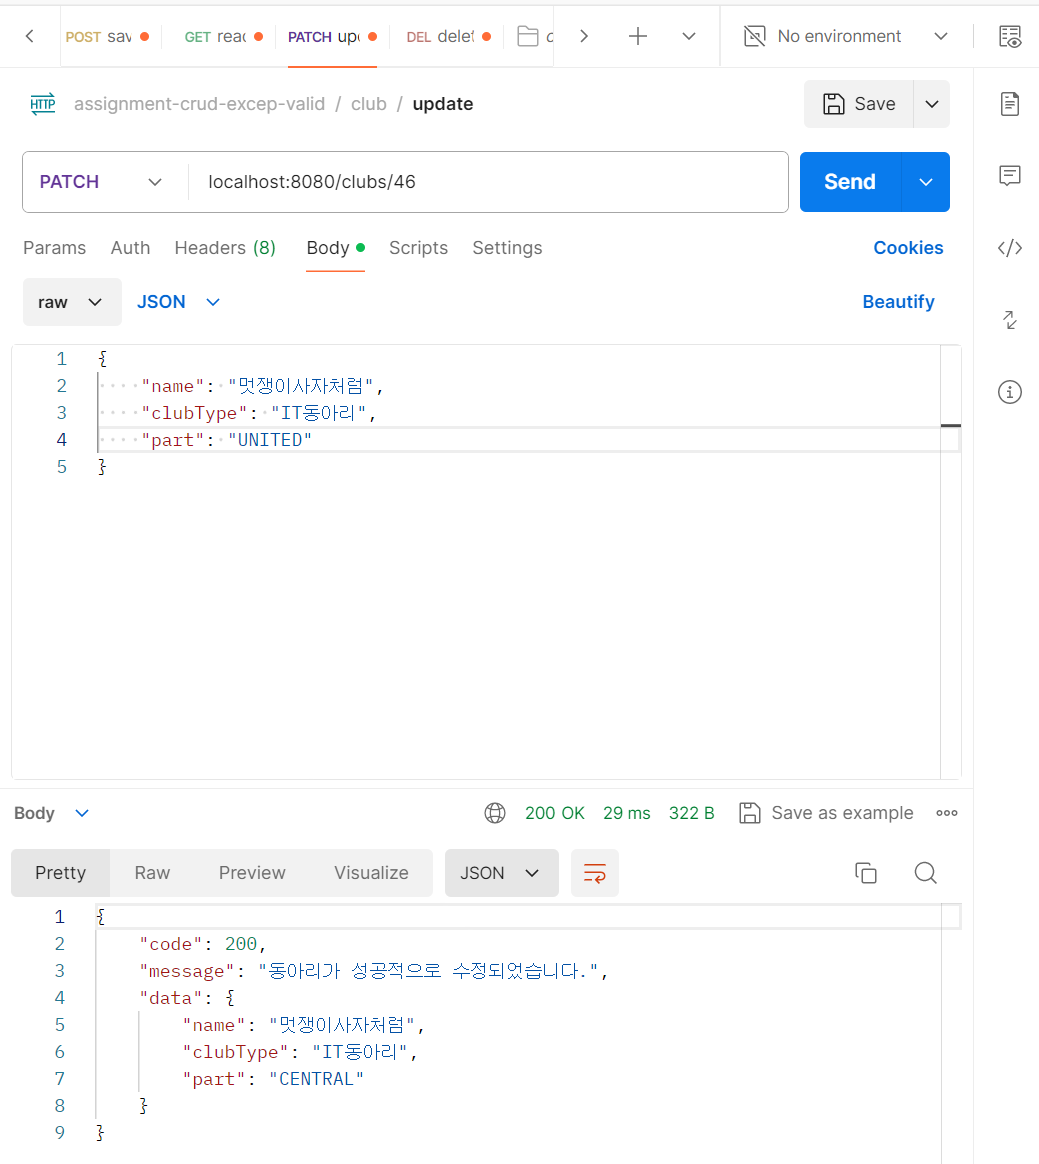 POST sav GET read PATCH upd DEL delet No environment
HTTP assignment-crud-excep-valid / club / update Save
PATCH localhost:8080/clubs/46 Send
Params Auth Headers (8) Body Scripts Settings Cookies
raw JSON Beautify
1 {
2 ····"name":·"멋쟁이사자처럼",
3 ····"clubType":·"IT동아리",
4 ····"part":·"UNITED"
5 }
Body 200 OK 29 ms 322 B Save as example
Pretty Raw Preview Visualize JSON
1 {
2 "code": 200,
3 "message": "동아리가 성공적으로 수정되었습니다.",
4 "data": {
5 "name": "멋쟁이사자처럼",
6 "clubType": "IT동아리",
7 "part": "CENTRAL"
8 }
9 }